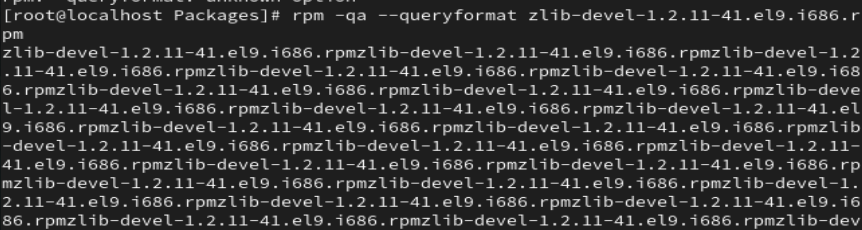 [root@localhost Packages]# rpm -qa --queryformat zlib-devel-1.2.11-41.el9.i686.r
pm
zlib-devel-1.2.11-41.el9.i686.rpmzlib-devel-1.2.11-41.el9.i686.rpmzlib-devel-1.2
.11-41.el9.i686.rpmzlib-devel-1.2.11-41.el9.i686.rpmzlib-devel-1.2.11-41.el9.i68
6.rpmzlib-devel-1.2.11-41.el9.i686.rpmzlib-devel-1.2.11-41.el9.i686.rpmzlib-deve
l-1.2.11-41.el9.i686.rpmzlib-devel-1.2.11-41.el9.i686.rpmzlib-devel-1.2.11-41.el
9.i686.rpmzlib-devel-1.2.11-41.el9.i686.rpmzlib-devel-1.2.11-41.el9.i686.rpmzlib
-devel-1.2.11-41.el9.i686.rpmzlib-devel-1.2.11-41.el9.i686.rpmzlib-devel-1.2.11-
41.el9.i686.rpmzlib-devel-1.2.11-41.el9.i686.rpmzlib-devel-1.2.11-41.el9.i686.rp
mzlib-devel-1.2.11-41.el9.i686.rpmzlib-devel-1.2.11-41.el9.i686.rpmzlib-devel-1.
2.11-41.el9.i686.rpmzlib-devel-1.2.11-41.el9.i686.rpmzlib-devel-1.2.11-41.el9.i6
86.rpmzlib-devel-1.2.11-41.el9.i686.rpmzlib-devel-1.2.11-41.el9.i686.rpmzlib-dev